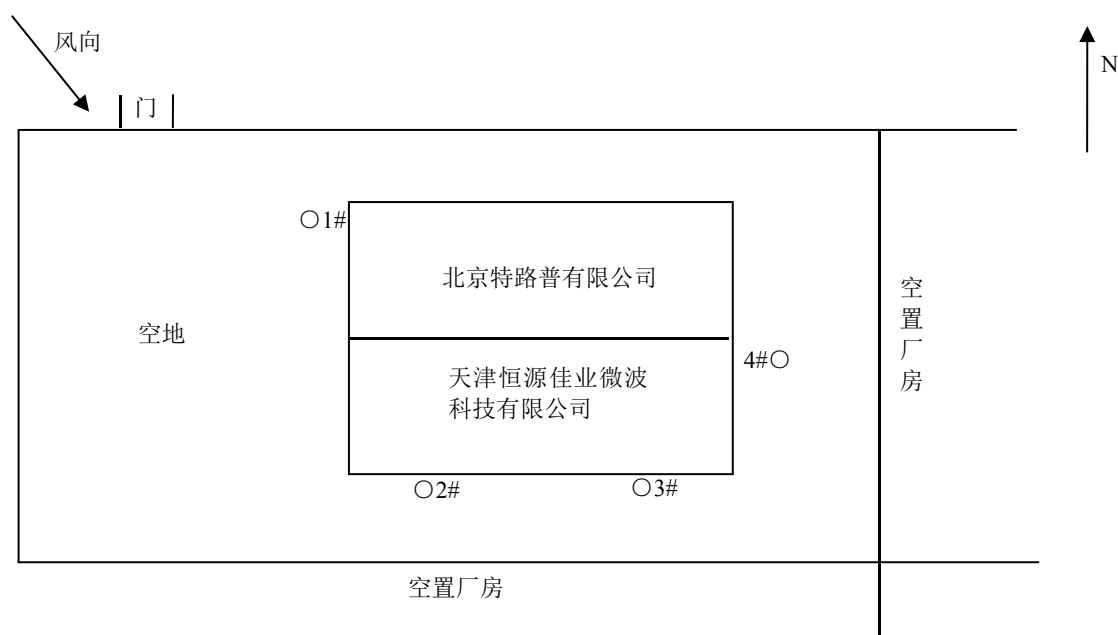 风向
N
门
○1#
北京特路普有限公司
空置厂房
空地
4#○
天津恒源佳业微波
科技有限公司
○2#
○3#
空置厂房